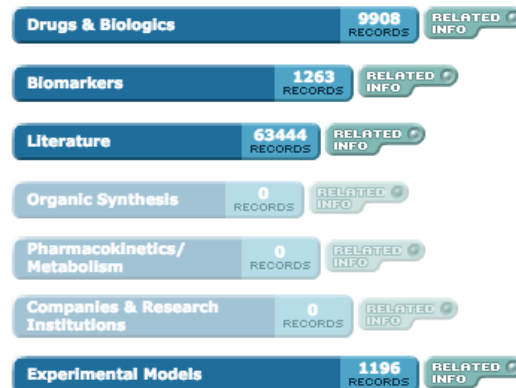 Drugs & Biologics 9908 RECORDS RELATED INFO
Biomarkers 1263 RECORDS RELATED INFO
Literature 63444 RECORDS RELATED INFO
Organic Synthesis 0 RECORDS RELATED INFO
Pharmacokinetics/
Metabolism 0 RECORDS RELATED INFO
Companies & Research
Institutions 0 RECORDS RELATED INFO
Experimental Models 1196 RECORDS RELATED INFO